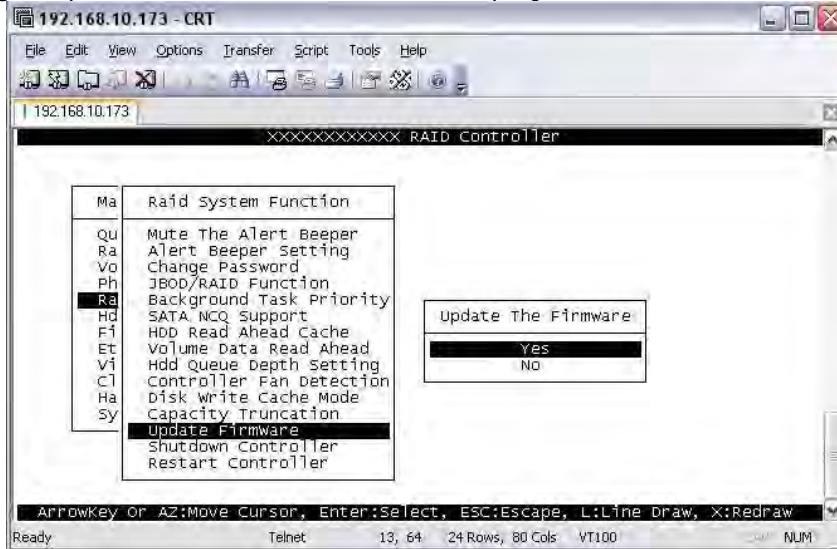 192.168.10.173 - CRT
File Edit View Options Transfer Script Tools Help
192.168.10.173
XXXXXXXXXXXX RAID Controller
Ma
Raid System Function
Qu
Mute The Alert Beeper
Ra
Alert Beeper Setting
Vo
Change Password
Ph
JBOD/RAID Function
Ra
Background Task Priority
Hd
SATA NCQ Support
Fi
HDD Read Ahead Cache
Et
Volume Data Read Ahead
Vi
Hdd Queue Depth Setting
Cl
Controller Fan Detection
Ha
Disk Write Cache Mode
Sy
Capacity Truncation
Update Firmware
Shutdown Controller
Restart Controller
Update The Firmware
Yes
No
ArrowKey Or AZ:Move Cursor, Enter:Select, ESC:Escape, L:Line Draw, X:Redraw
Ready Telnet 13, 64 24 Rows, 80 Cols VT100 NUM